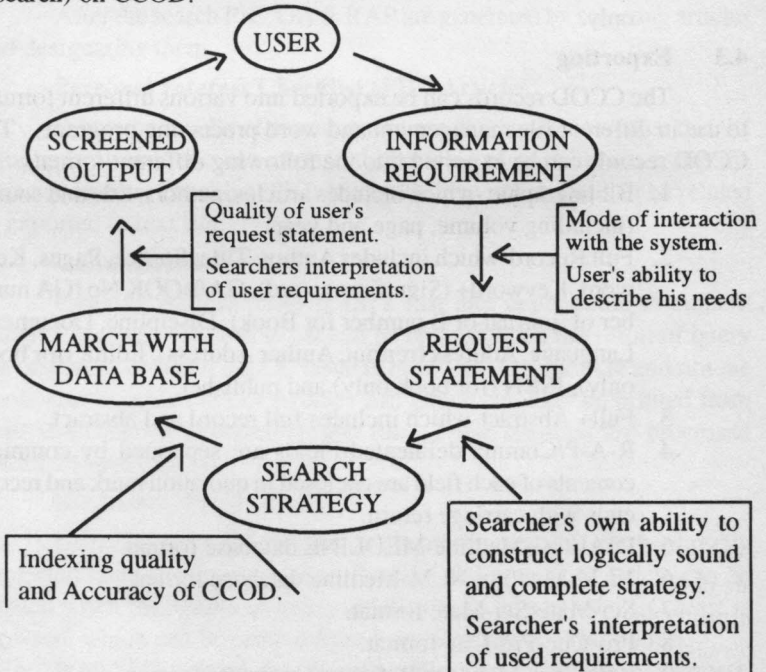 on CCOD.
USER
SCREENED
OUTPUT
INFORMATION
REQUIREMENT
Quality of user's
request statement.
Searchers interpretation
of users requirements.
Mode of interaction
with the system.
User's ability to
describe his needs
MARCH WITH
DATA BASE
REQUEST
STATEMENT
SEARCH
STRATEGY
Indexing quality
and Accuracy of CCOD.
Searcher's own ability to
construct logically sound
and complete strategy.
Searcher's interpretation
of used requirements.